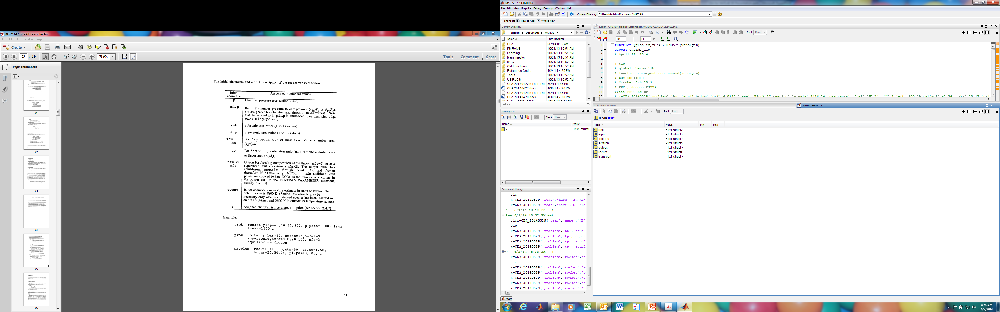 RP-1311-P2.pdf - Adobe Acrobat Pro
File Edit View Window Help
Create
25 / 184
78.9%
Tools Comment Share
Page Thumbnails
21
22
23
24
25
26
The initial characters and a brief description of the rocket variables follow:
Initial characters
Associated numerical values
p Chamber pressure (see section 2.4.8)
pi…p Ratio of chamber pressure to exit pressure (Pinf/Pe or Pinj/Pe),
not assignable for chamber and throat (1 to 22 values). (Note
that the second p in pi…p is embedded. For example, pip,
pi/p, pinj/pe, etc.)
sub Subsonic area ratios (1 to 13 values)
sup Supersonic area ratios (1 to 13 values)
mdot or For fac option, ratio of mass flow rate to chamber area,
ma (kg/s)/m2
ac For fac option, contraction ratio (ratio of finite chamber area
to throat area (Ac/At))
nfz or Option for freezing composition at the throat (nfz=2) or at a
nfr supersonic exit condition (nfz>2). The output table has
equilibrium properties through point nfz and frozen
thereafter. If nfz>2, only NCOL - nfz additional exit
points are allowed (where NCOL is the number of columns in
the output set in the FORTRAN PARAMETER statement,
usually 7 or 13).
tcest Initial chamber temperature estimate in units of kelvin. The
default value is 3800 K. (Setting this variable may be
necessary only when a condensed species has been inserted in
an inse dataset and 3800 K is outside its temperature range.)
t Assigned chamber temperature, an option (see section 2.4.7)
Examples:
prob rocket pi/pe=3,10,30,300, p,psia=3000, froz
tcest=1100 …
prob rocket p,bar=50, subsonic,ae/at=5,
supersonic,ae/at=10,20,100, nfz=2
equilibrium frozen
problem rocket fac p,atm=50, ac/at=1.58,
supar=25,50,75, pi/pe=10,100, …
19
MATLAB 7.7.0 (R2008b)
File Edit View Graphics Debug Desktop Window Help
Current Directory: C:\Users\skoblisk\Documents\MATLAB
Shortcuts How to Add What's New
Current Directory
« skoblisk Documents MATLAB
Name Date Modified
CEA 6/2/14 8:55 AM
FS RoCS 10/21/13 10:51 AM
Learning 10/21/13 10:51 AM
Main Injector 10/21/13 10:51 AM
MCC 10/21/13 10:52 AM
Old Functions 10/21/13 10:52 AM
Reference Codes 4/24/14 4:25 PM
Tools 10/21/13 10:52 AM
US ReCS 10/21/13 10:52 AM
CEA 20140422 no semi.rtf 5/2/14 4:45 PM
CEA_20140422.docx 4/30/14 7:20 PM
CEA 20140428 no semi.rtf 5/2/14 4:45 PM
CEA_20140428.docx 4/30/14 7:20 PM
Details
Workspace
Stack: Base
Name Value
x <1x1 struct>
Command History
clc
x=CEA_20140529('reac','name','SR_AL',
x=CEA_20140529('reac','name','SR_AL',
%-- 6/1/14 10:18 PM --%
%-- 6/1/14 10:52 PM --%
clcx=CEA_20140529('reac','name','H2',
clc
x=CEA_20140529('problem','tp','equil
x=CEA_20140529('problem','tp','equil
x=CEA_20140529('problem','tp','equil
x=CEA_20140529('problem','tp','equil
%-- 6/2/14 8:39 AM --%
x=CEA_20140529('problem','rocket','e
clc
x=CEA_20140529('problem','rocket','e
x=CEA_20140529('problem','rocket','o/
x=CEA_20140529('problem','rocket','o/
x=CEA_20140529('problem','rocket','e
x=CEA_20140529('problem','rocket','e
Start
Editor - C:\Users\skoblisk\Documents\MATLAB\CEA\CEA_20140529.m
Stack: Base
1.0 1.1
1 function [problem]=CEA_20140529(varargin)
2 global thermo_lib
3 % April 22, 2014
4
5 % tic
6 % global thermo_lib
7 % function varargout=ceacommand(varargin)
8 % Sam Kobliska
9 % October 8th 2013
10 % ERC., Jacobs ESSSA
11 %%%%% PROBLEM HP
12
Command Window
Variable Editor - x
Stack: Base
x <1x1 struct>
Field Value Min Max
units <1x1 struct>
input <1x1 struct>
options <1x1 struct>
scratch <1x1 struct>
output <1x1 struct>
rocket <1x1 struct>
transport <1x1 struct>
8:56 AM
6/2/2014